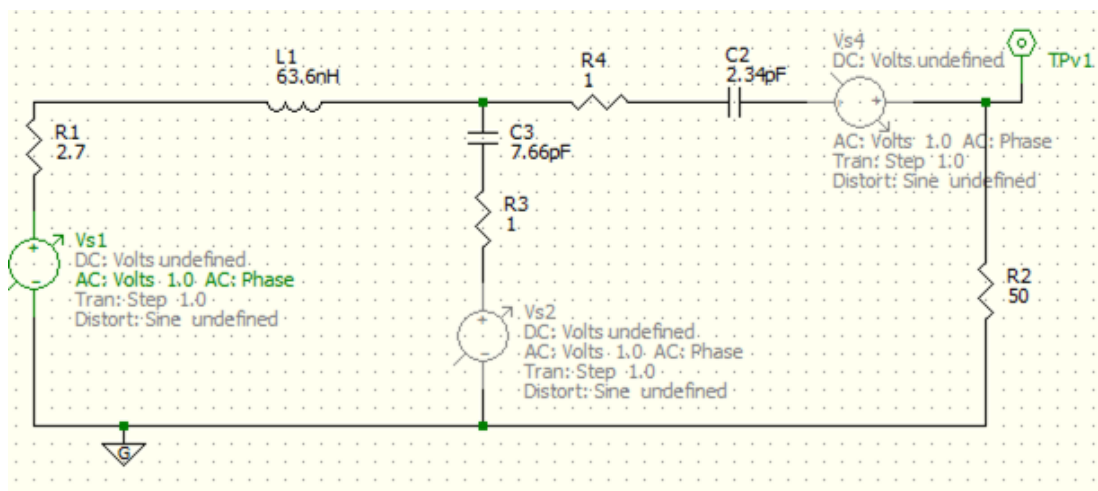 L1
63.6nH
R4
1
C2
2.34pF
Vs4
DC: Volts undefined
TPv1
R1
2.7
C3
7.66pF
AC: Volts 1.0 AC: Phase
Tran: Step 1.0
Distort: Sine undefined
R3
1
Vs1
DC: Volts undefined
AC: Volts 1.0 AC: Phase
Tran: Step 1.0
Distort: Sine undefined
R2
50
Vs2
DC: Volts undefined
AC: Volts 1.0 AC: Phase
Tran: Step 1.0
Distort: Sine undefined
G